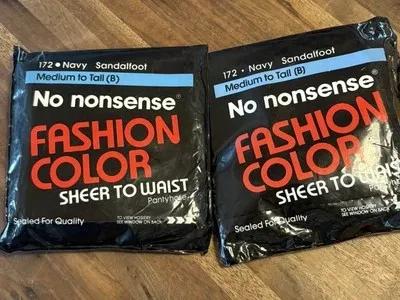 172 • Navy Sandalfoot
Medium to Tall (B)
No nonsense®
FASHION
COLOR
SHEER TO WAIST
Pantyhose
Sealed For Quality
TO VIEW HOSIERY
SEE WINDOW ON BACK
172 • Navy Sandalfoot
Medium to Tall (B)
No nonsense®
FASHION
COLOR
SHEER TO WAIST
Pantyhose
Sealed For Quality
TO VIEW HOSIERY
SEE WINDOW ON BACK